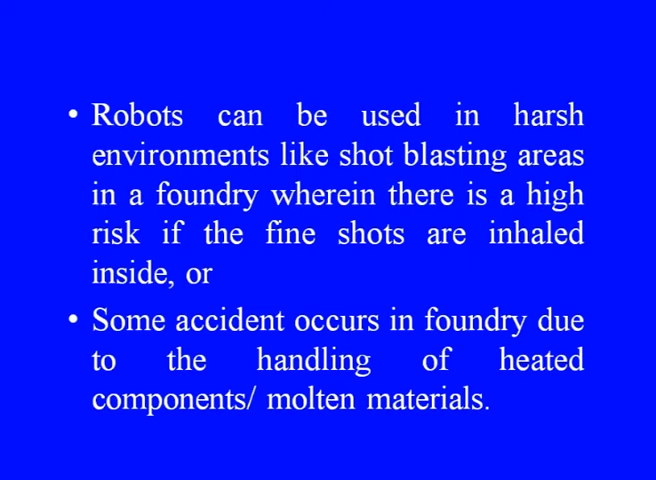 • Robots can be used in harsh
environments like shot blasting areas
in a foundry wherein there is a high
risk if the fine shots are inhaled
inside, or
• Some accident occurs in foundry due
to the handling of heated
components/ molten materials.